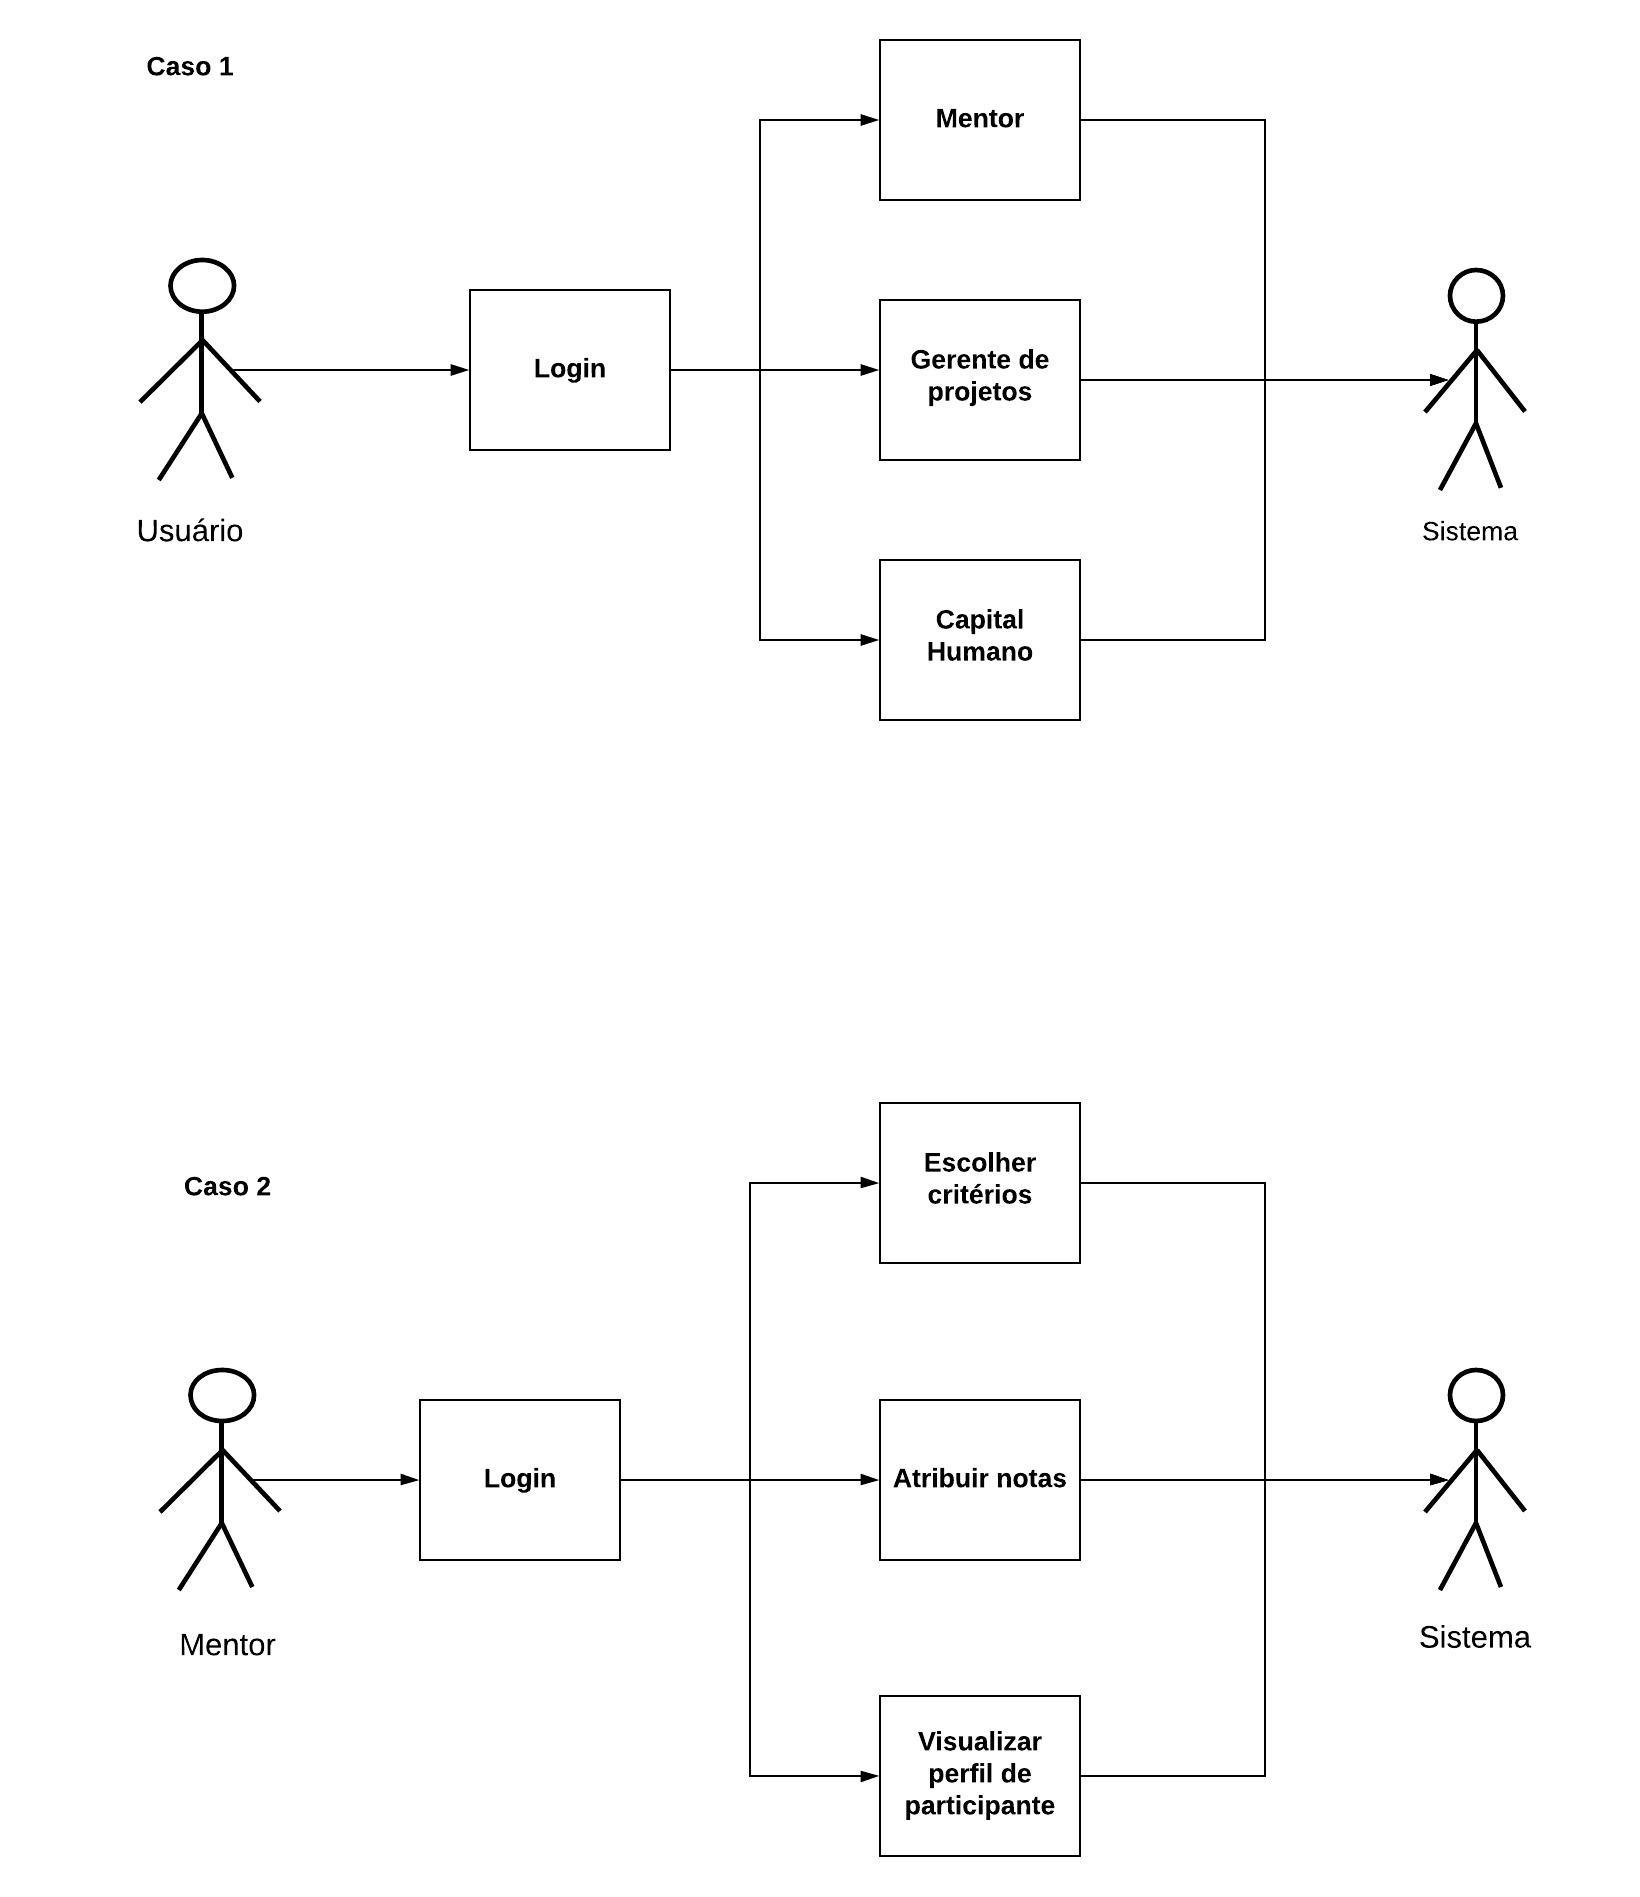 Caso 1
Mentor
Usuário
Login
Gerente de
projetos
Sistema
Capital
Humano
Caso 2
Escolher
critérios
Mentor
Login
Atribuir notas
Sistema
Visualizar
perfil de
participante